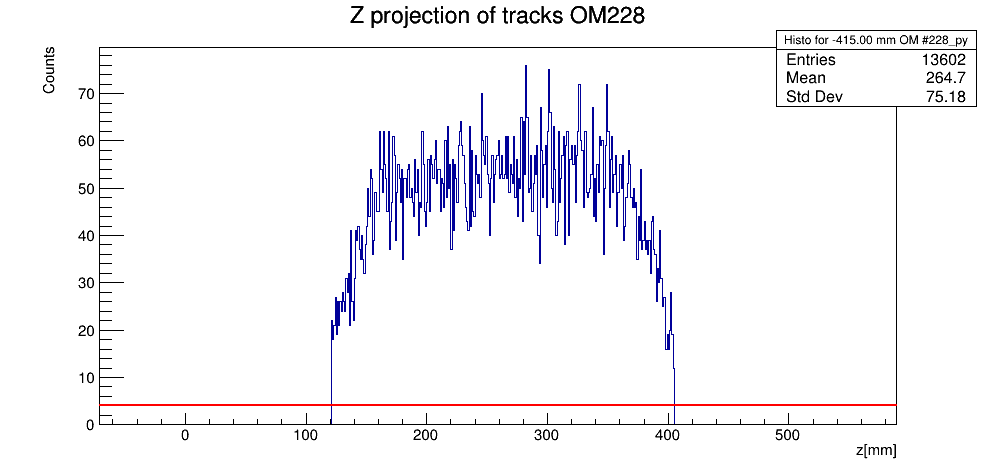 Z projection of tracks OM228
Histo for -415.00 mm OM #228_py
Entries 13602
Mean 264.7
Std Dev 75.18
Counts
70
60
50
40
30
20
10
0
0 100 200 300 400 500
z[mm]